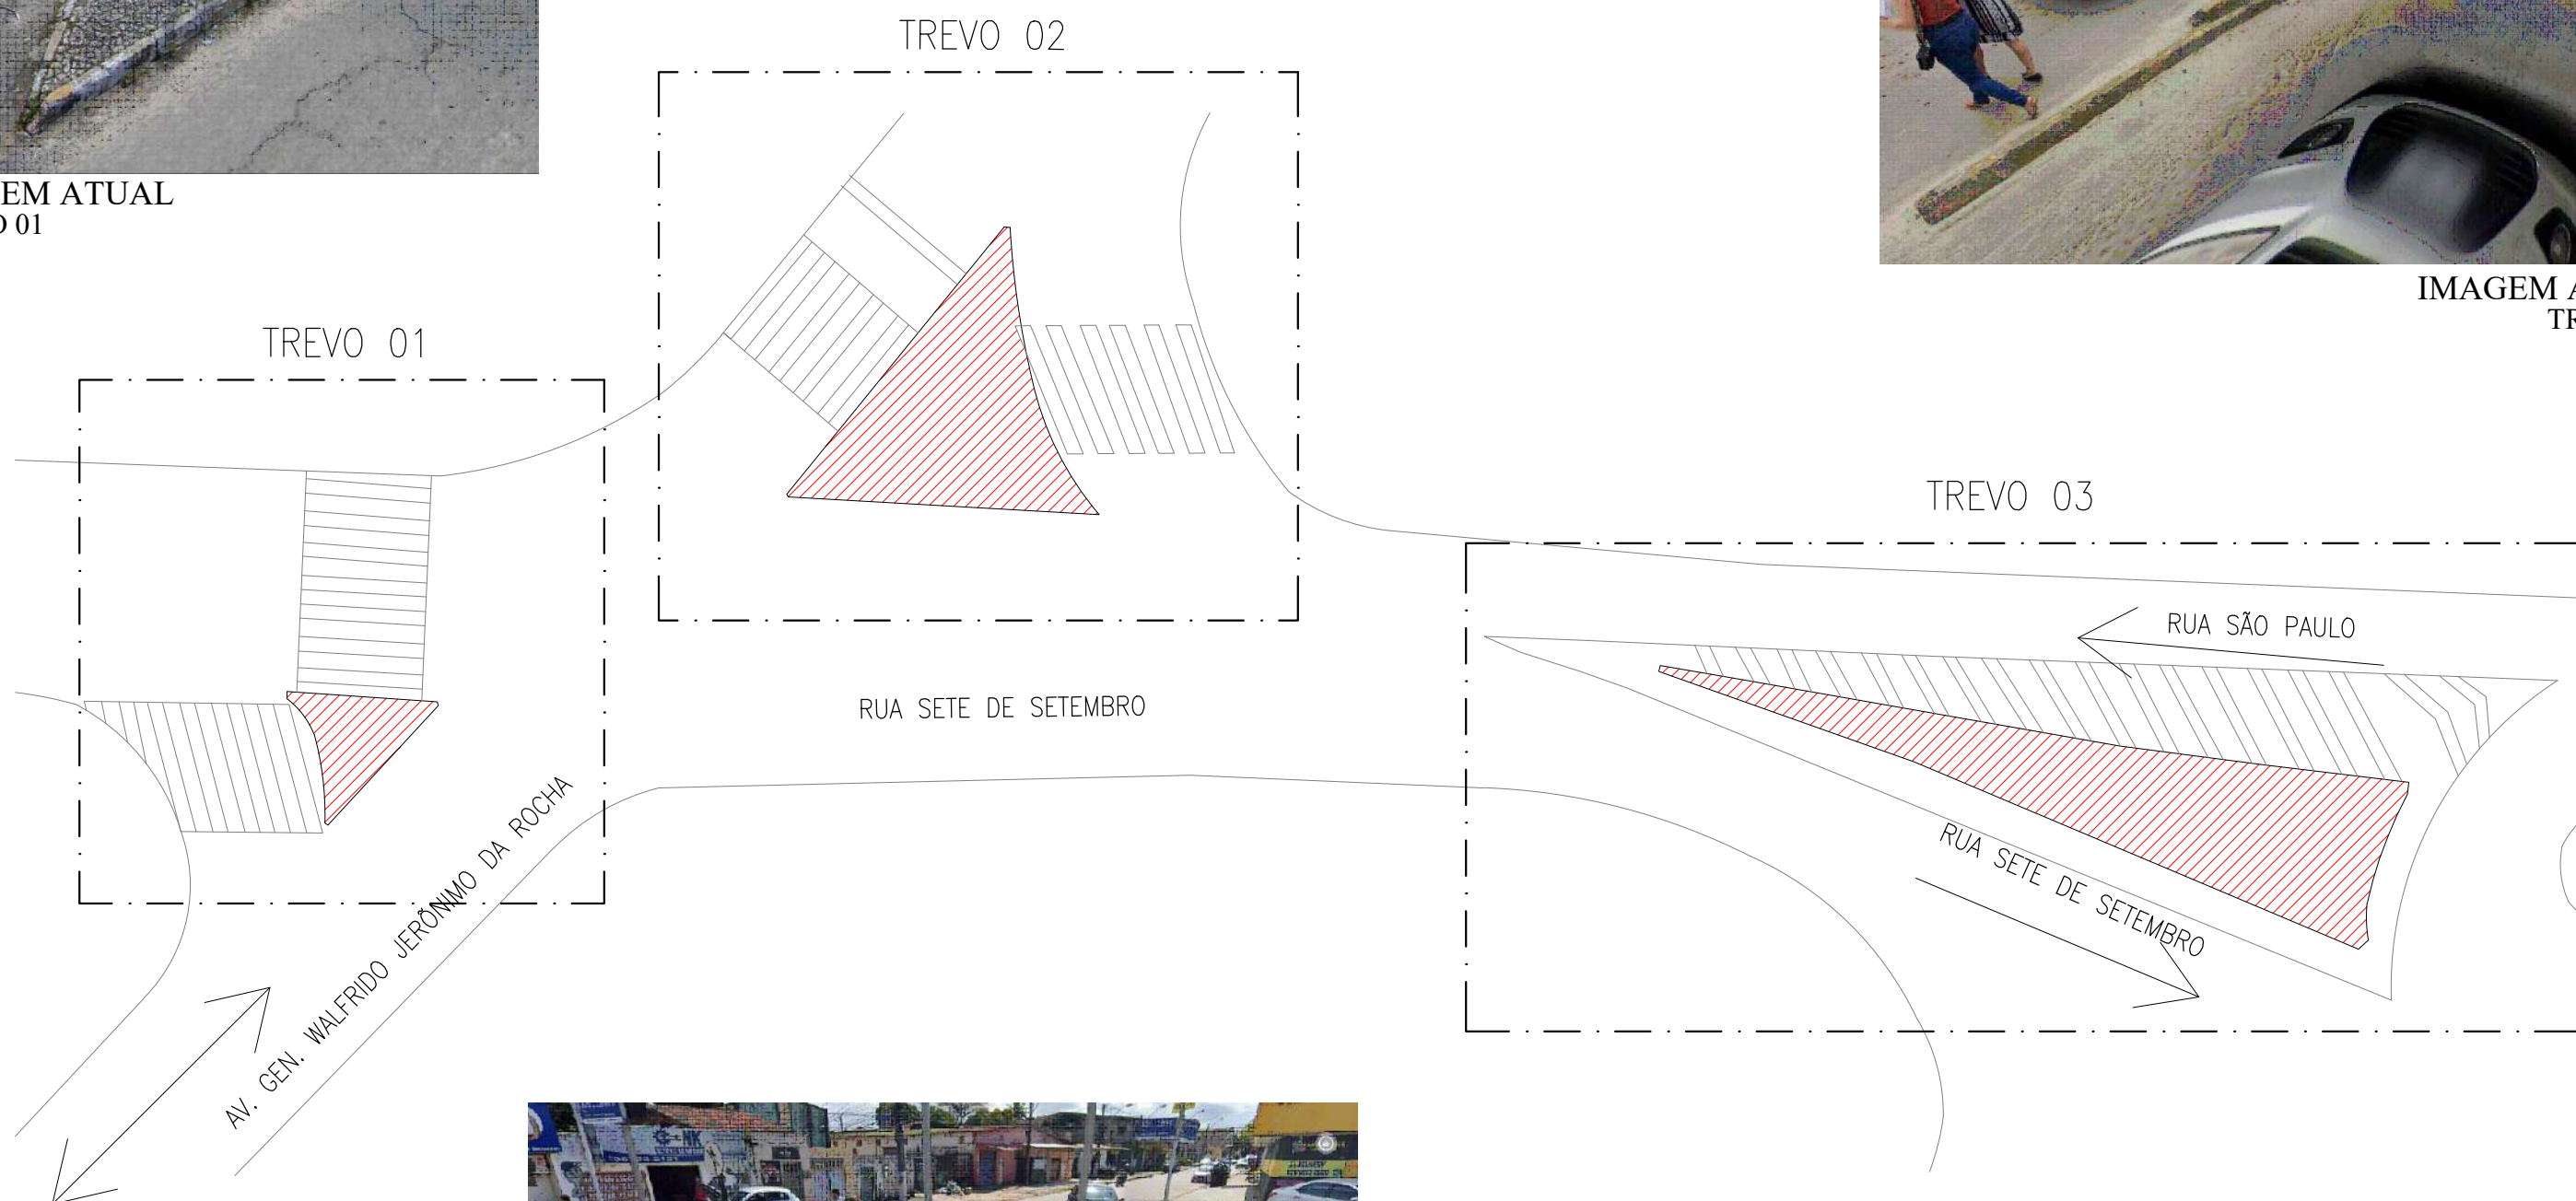 TREVO 02
EM ATUAL
01
IMAGEM
TR
TREVO 01
TREVO 03
RUA SÃO PAULO
RUA SETE DE SETEMBRO
RUA SETE DE SETEMBRO
AV. GEN. WALFRIDO JERÔNIMO DA ROCHA
NK